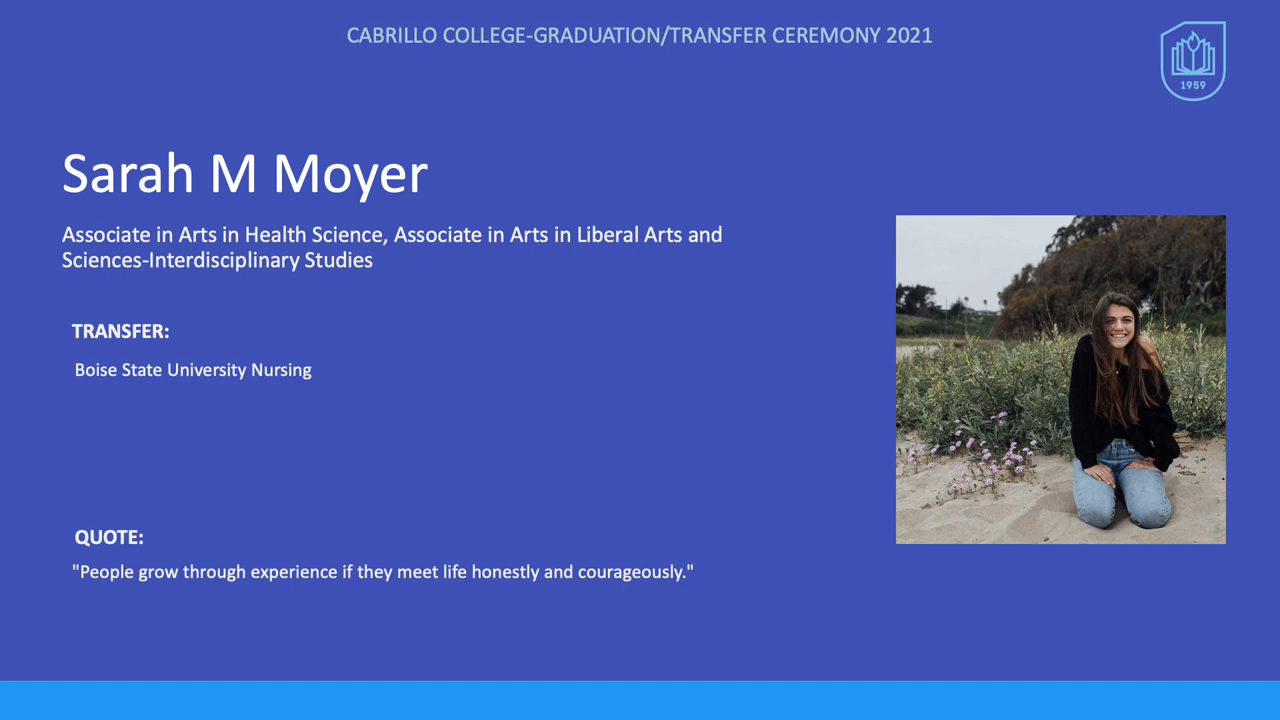 CABRILLO COLLEGE-GRADUATION/TRANSFER CEREMONY 2021
1959
Sarah M Moyer
Associate in Arts in Health Science, Associate in Arts in Liberal Arts and
Sciences-Interdisciplinary Studies
TRANSFER:
Boise State University Nursing
QUOTE:
"People grow through experience if they meet life honestly and courageously."